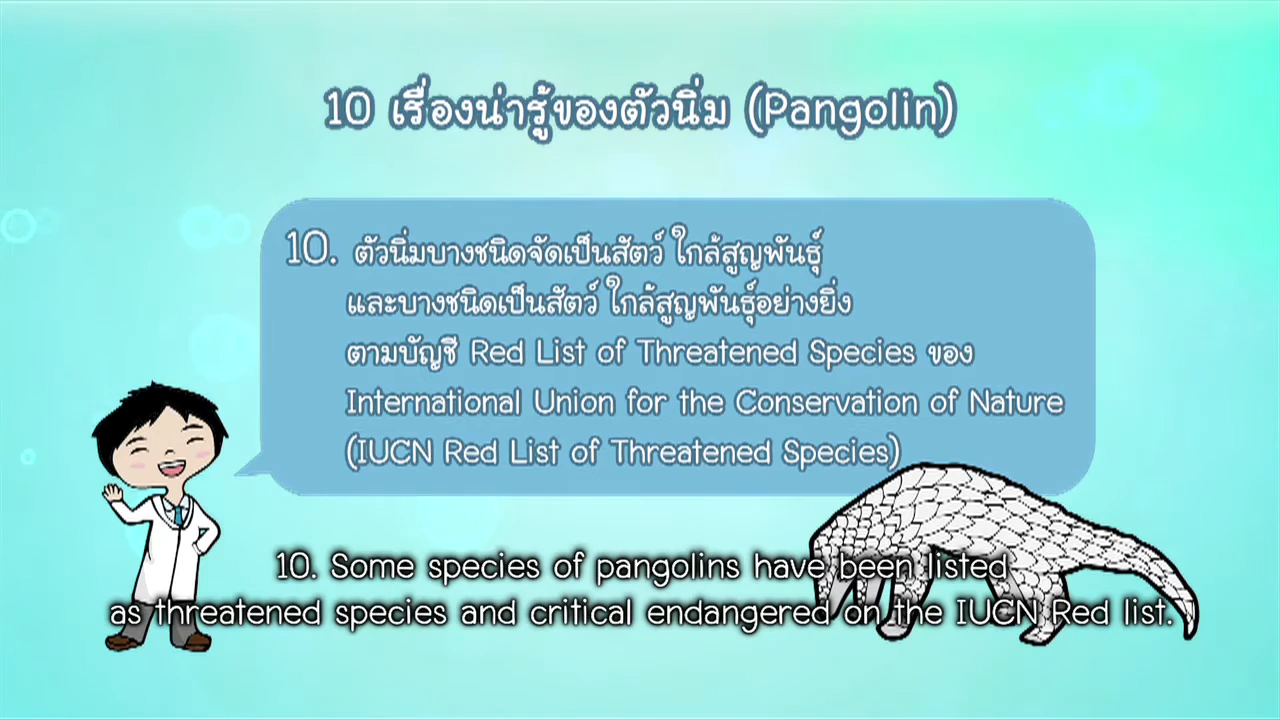 10 เรื่องน่ารู้ของตัวนิ่ม (Pangolin)
10. ตัวนิ่มบางชนิดจัดเป็นสัตว์ ใกล้สูญพันธุ์
และบางชนิดเป็นสัตว์ ใกล้สูญพันธุ์อย่างยิ่ง
ตามบัญชี Red List of Threatened Species ของ
International Union for the Conservation of Nature
(IUCN Red List of Threatened Species)
10. Some species of pangolins have been listed
as threatened species and critical endangered on the IUCN Red list.